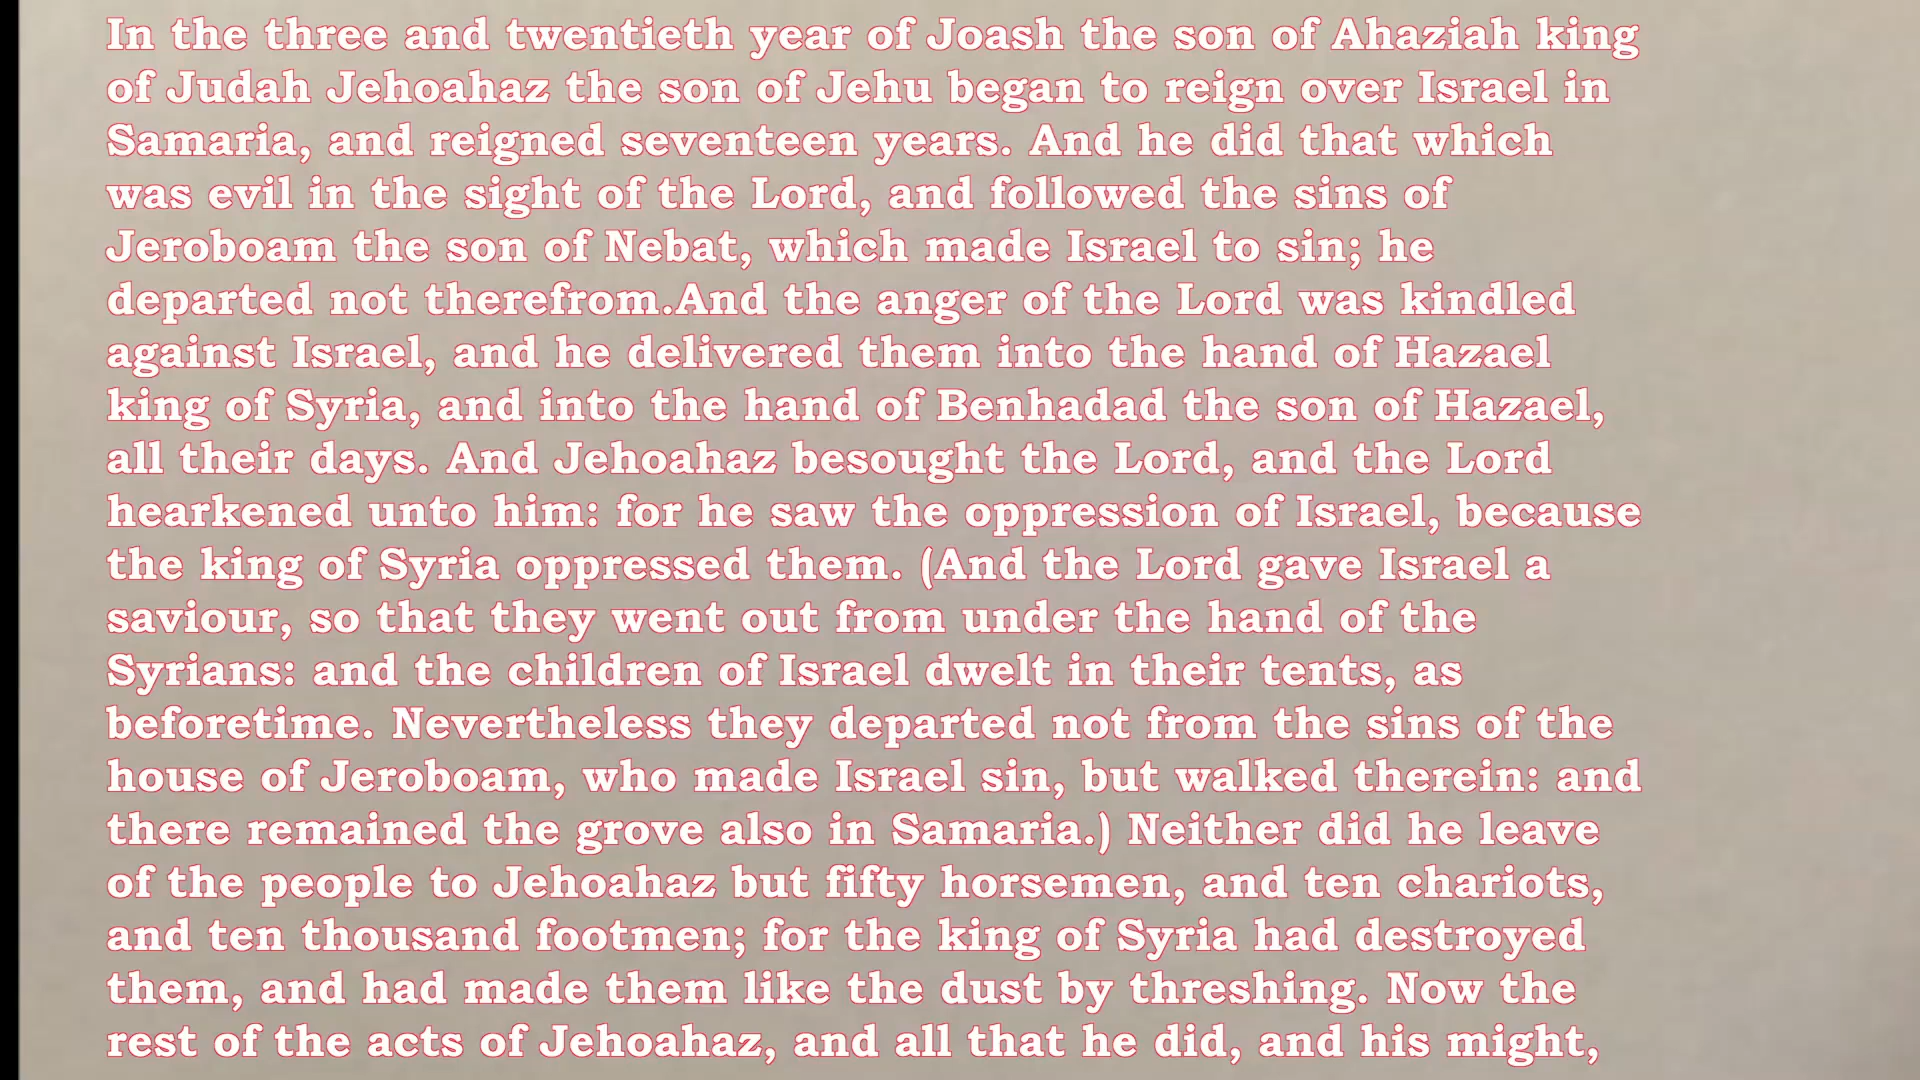 In the three and twentieth year of Joash the son of Ahaziah king
of Judah Jehoahaz the son of Jehu began to reign over Israel in
Samaria, and reigned seventeen years. And he did that which
was evil in the sight of the Lord, and followed the sins of
Jeroboam the son of Nebat, which made Israel to sin; he
departed not therefrom.And the anger of the Lord was kindled
against Israel, and he delivered them into the hand of Hazael
king of Syria, and into the hand of Benhadad the son of Hazael,
all their days. And Jehoahaz besought the Lord, and the Lord
hearkened unto him: for he saw the oppression of Israel, because
the king of Syria oppressed them. (And the Lord gave Israel a
saviour, so that they went out from under the hand of the
Syrians: and the children of Israel dwelt in their tents, as
beforetime. Nevertheless they departed not from the sins of the
house of Jeroboam, who made Israel sin, but walked therein: and
there remained the grove also in Samaria.) Neither did he leave
of the people to Jehoahaz but fifty horsemen, and ten chariots,
and ten thousand footmen; for the king of Syria had destroyed
them, and had made them like the dust by threshing. Now the
rest of the acts of Jehoahaz, and all that he did, and his might,